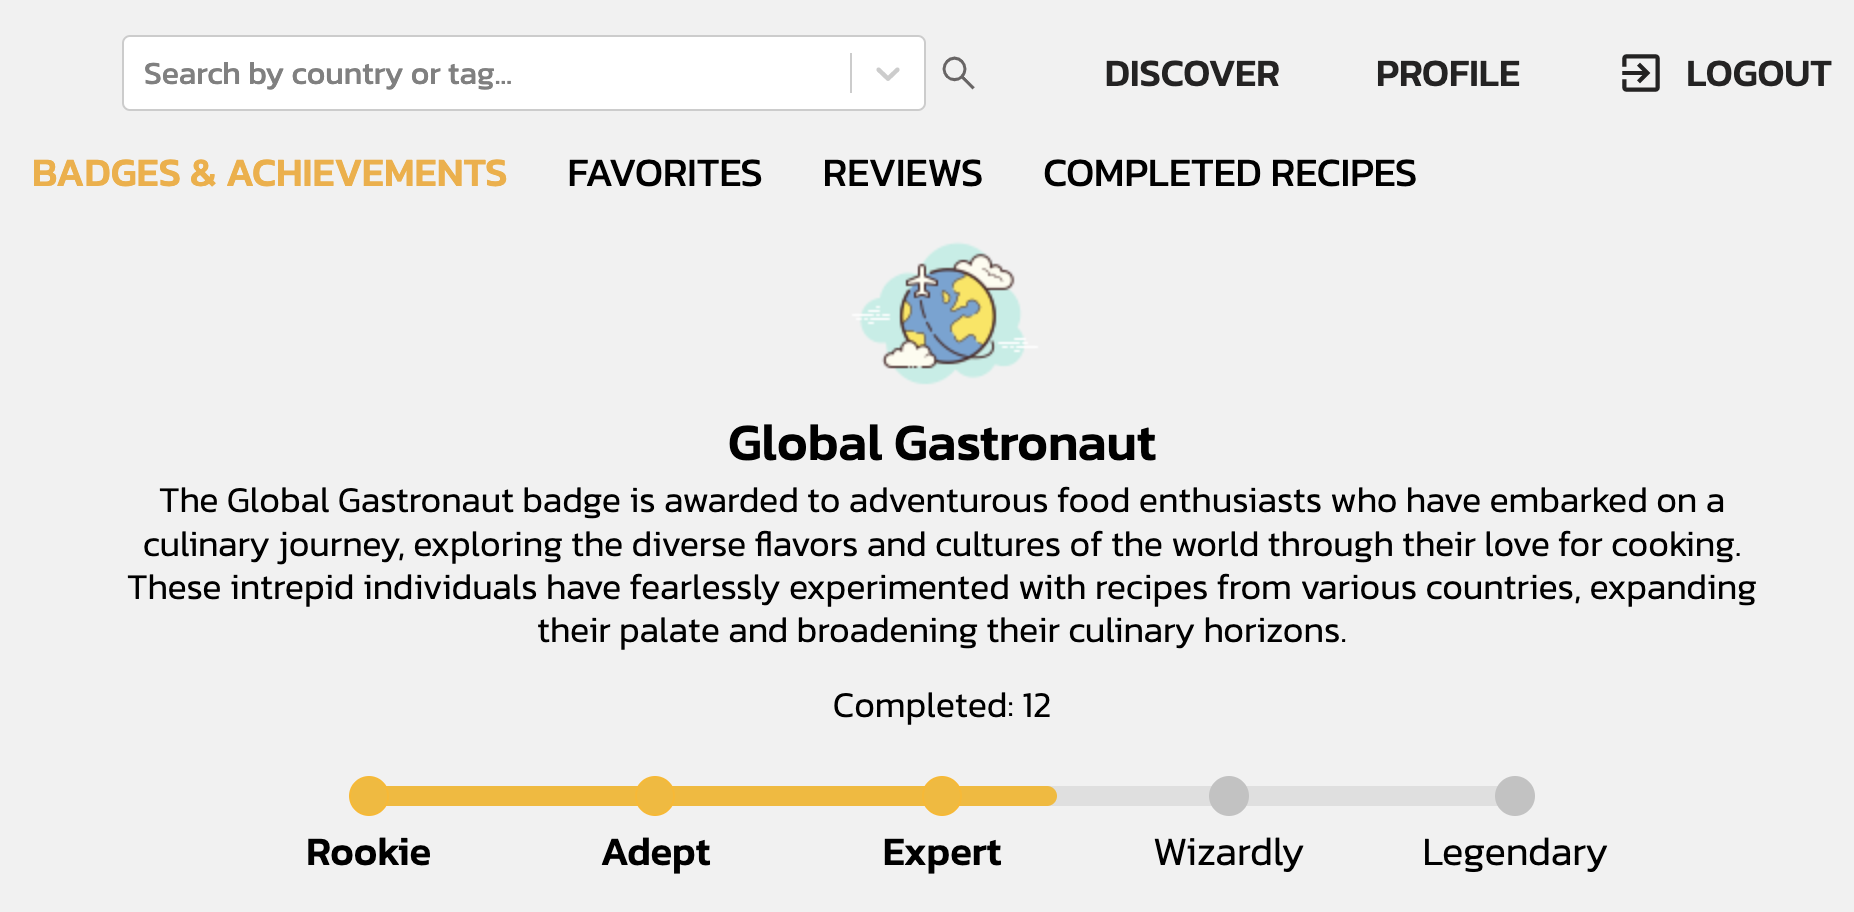 Search by country or tag...
DISCOVER
PROFILE
LOGOUT
BADGES & ACHIEVEMENTS
FAVORITES
REVIEWS
COMPLETED RECIPES
Global Gastronaut
The Global Gastronaut badge is awarded to adventurous food enthusiasts who have embarked on a
culinary journey, exploring the diverse flavors and cultures of the world through their love for cooking.
These intrepid individuals have fearlessly experimented with recipes from various countries, expanding
their palate and broadening their culinary horizons.
Completed: 12
Rookie
Adept
Expert
Wizardly
Legendary